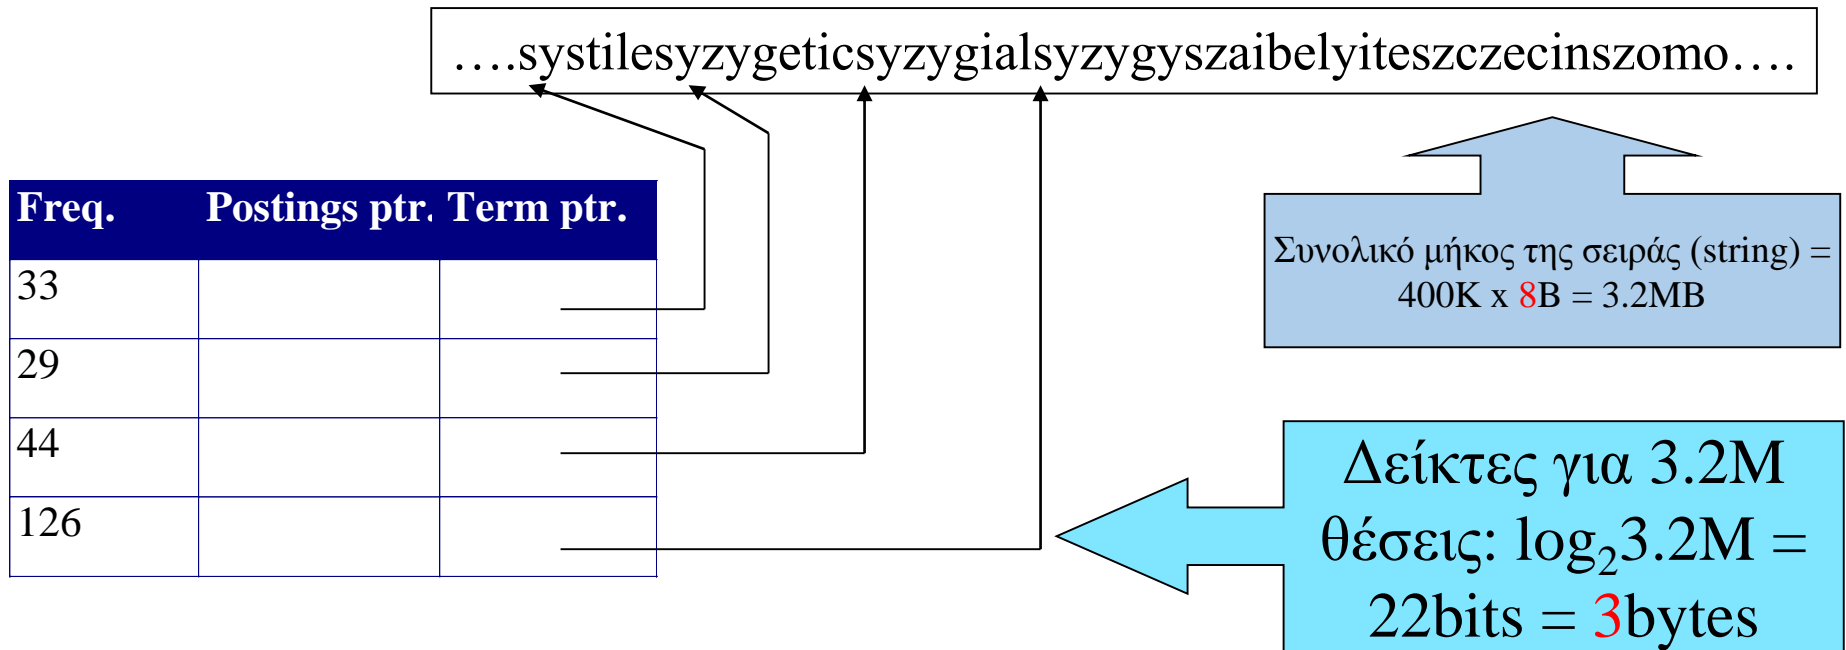 ….systilesyzygeticsyzygialsyzygyszaibelyiteszczecinszomo….
Freq. Postings ptr. Term ptr.
33
29
44
126
Συνολικό μήκος της σειράς (string) =
400K x 8B = 3.2MB
Δείκτες για 3.2M
θέσεις: log₂3.2M =
22bits = 3bytes